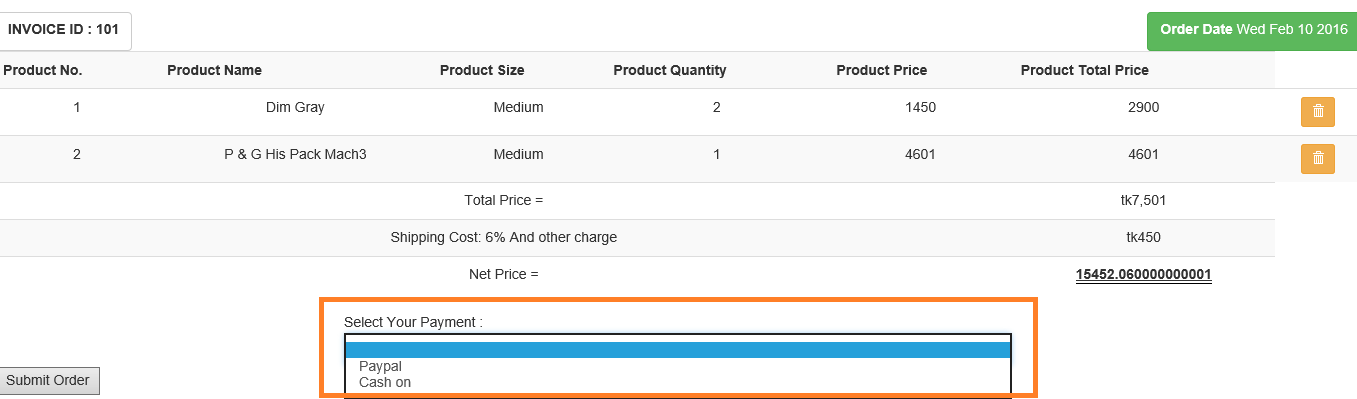 INVOICE ID : 101
Order Date Wed Feb 10 2016
Product No. Product Name Product Size Product Quantity Product Price Product Total Price
1 Dim Gray Medium 2 1450 2900
2 P & G His Pack Mach3 Medium 1 4601 4601
Total Price = tk7,501
Shipping Cost: 6% And other charge tk450
Net Price = 15452.060000000001
Select Your Payment :
Paypal
Cash on
Submit Order